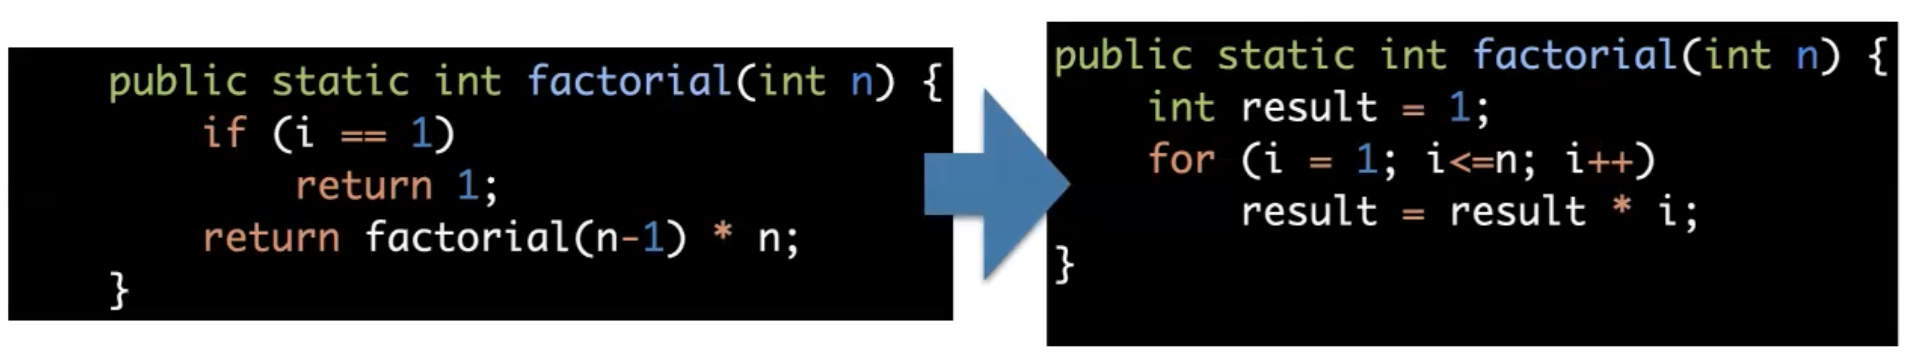 public static int factorial(int n) {
if (i == 1)
return 1;
return factorial(n-1) * n;
}
public static int factorial(int n) {
int result = 1;
for (i = 1; i<=n; i++)
result = result * i;
}